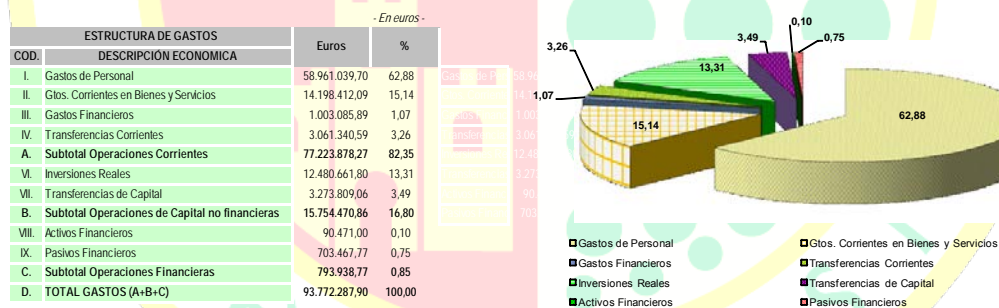 - En euros -
ESTRUCTURA DE GASTOS Euros %
COD. DESCRIPCIÓN ECONOMICA
I. Gastos de Personal 58.961.039,70 62,88
II. Gtos. Corrientes en Bienes y Servicios 14.198.412,09 15,14
III. Gastos Financieros 1.003.085,89 1,07
IV. Transferencias Corrientes 3.061.340,59 3,26
A. Subtotal Operaciones Corrientes 77.223.878,27 82,35
VI. Inversiones Reales 12.480.661,80 13,31
VII. Transferencias de Capital 3.273.809,06 3,49
B. Subtotal Operaciones de Capital no financieras 15.754.470,86 16,80
VIII. Activos Financieros 90.471,00 0,10
IX. Pasivos Financieros 703.467,77 0,75
C. Subtotal Operaciones Financieras 793.938,77 0,85
D. TOTAL GASTOS (A+B+C) 93.772.287,90 100,00
0,10
3,49 0,75
3,26
13,31
1,07
62,88
15,14
Gastos de Personal Gtos. Corrientes en Bienes y Servicios
Gastos Financieros Transferencias Corrientes
Inversiones Reales Transferencias de Capital
Activos Financieros Pasivos Financieros